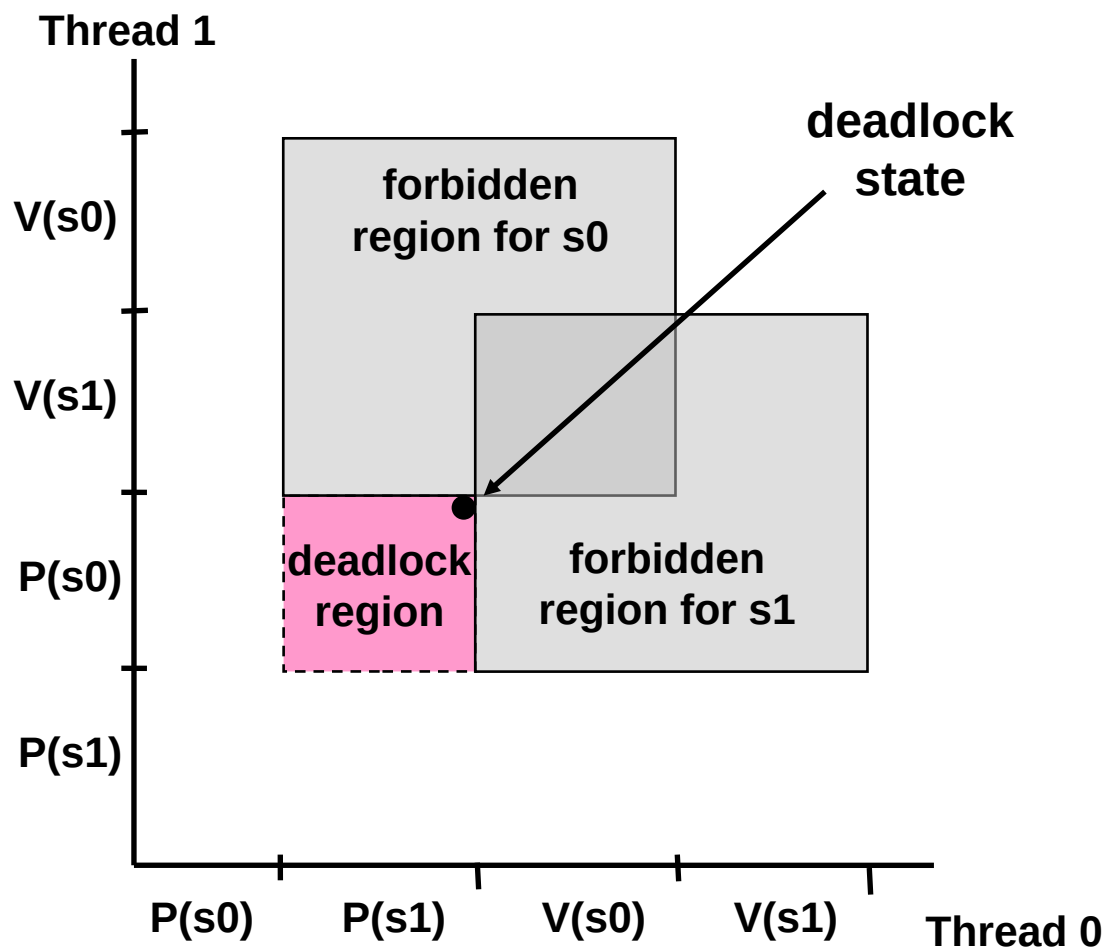 Thread 1
deadlock
state
forbidden
region for s0
V(s0)
V(s1)
P(s0)
P(s1)
deadlock
region
forbidden
region for s1
P(s0)
P(s1)
V(s0)
V(s1)
Thread 0